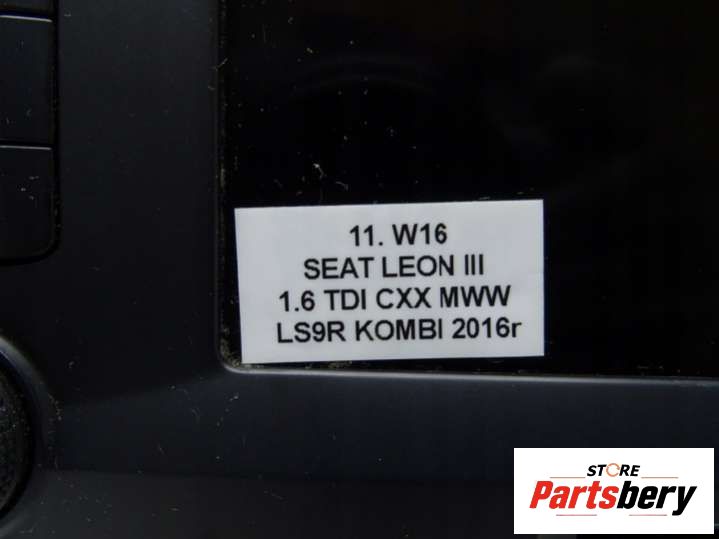 11. W16
SEAT LEON III
1.6 TDI CXX MWW
LS9R KOMBI 2016r
STORE
Partsbery